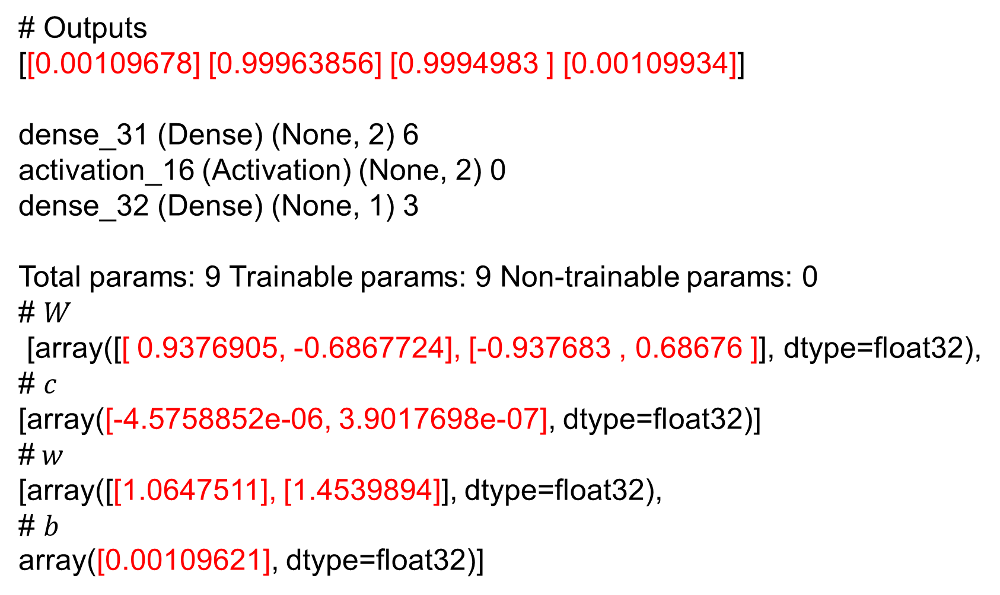 # Outputs
[[0.00109678] [0.99963856] [0.9994983 ] [0.00109934]]
dense_31 (Dense) (None, 2) 6
activation_16 (Activation) (None, 2) 0
dense_32 (Dense) (None, 1) 3
Total params: 9 Trainable params: 9 Non-trainable params: 0
# W
[array([[ 0.9376905, -0.6867724], [-0.937683 , 0.68676 ]], dtype=float32),
# c
[array([-4.5758852e-06, 3.9017698e-07], dtype=float32)]
# w
[array([[1.0647511], [1.4539894]], dtype=float32),
# b
array([0.00109621], dtype=float32)]